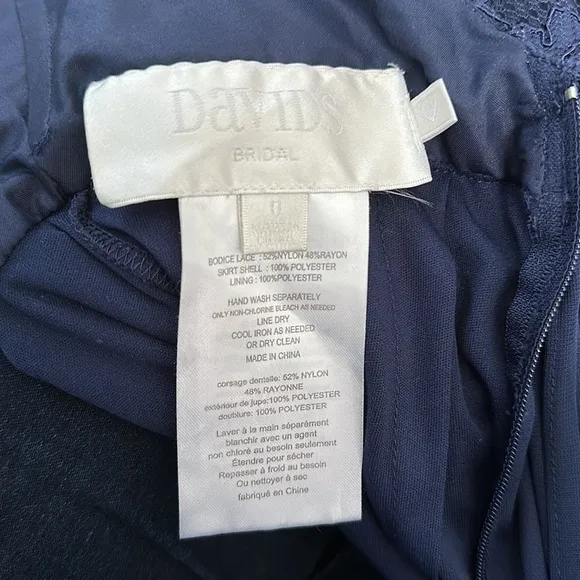 DaVIDs
BRIDAL
BODICE LACE : 52%NYLON 48%RAYON
SKIRT SHELL : 100% POLYESTER
LINING : 100%POLYESTER
HAND WASH SEPARATELY
ONLY NON-CHLORINE BLEACH AS NEEDED
LINE DRY
COOL IRON AS NEEDED
OR DRY CLEAN
MADE IN CHINA
corsage dentelle: 52% NYLON
48% RAYONNE
extérieur de jupe:100% POLYESTER
doublure: 100% POLYESTER
Laver à la main séparément
blanchir avec un agent
non chloré au besoin seulement
Étendre pour sécher
Repasser à froid au besoin
Ou nettoyer à sec
fabriqué en Chine